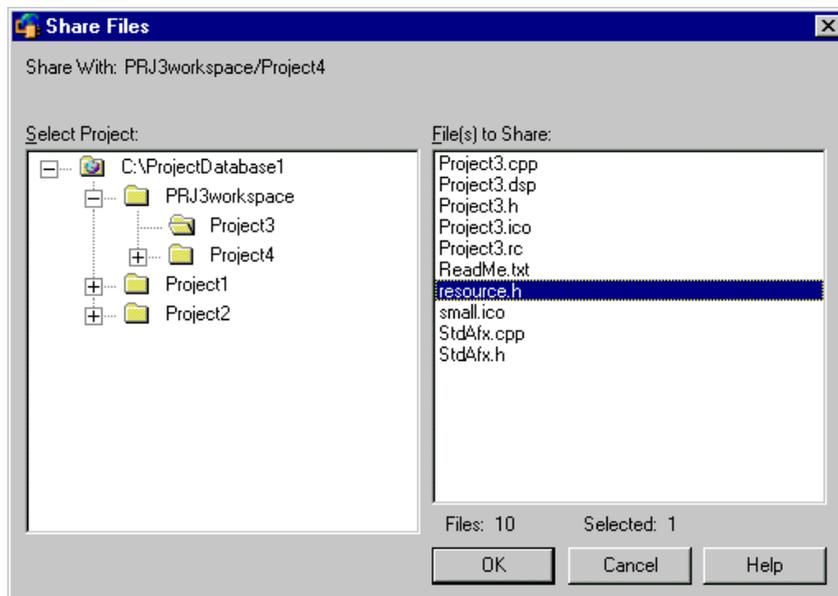 Share Files
Share With: PRJ3workspace/Project4
Select Project:
C:\ProjectDatabase1
PRJ3workspace
Project3
Project4
Project1
Project2
File(s) to Share:
Project3.cpp
Project3.dsp
Project3.h
Project3.ico
Project3.rc
ReadMe.txt
resource.h
small.ico
StdAfx.cpp
StdAfx.h
Files: 10 Selected: 1
OK Cancel Help